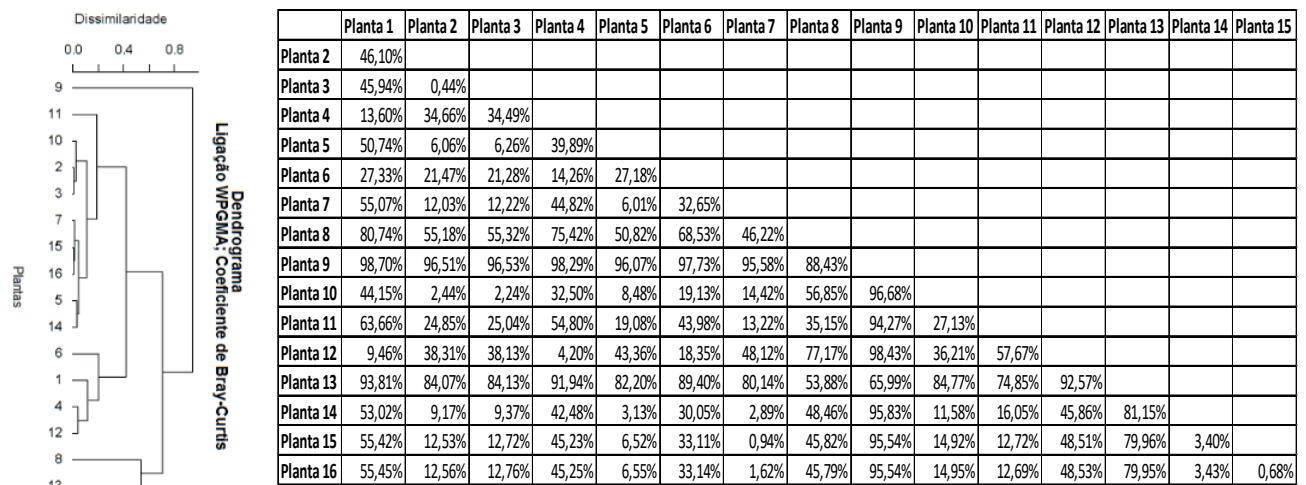 Dissimilaridade
0.0 0.4 0.8
9
11
10
2
3
7
15
16
5
14
6
1
4
12
8
13
Plantas
Dendrograma
Ligação WPGMA; Coeficiente de Bray-Curtis
Planta 1 Planta 2 Planta 3 Planta 4 Planta 5 Planta 6 Planta 7 Planta 8 Planta 9 Planta 10 Planta 11 Planta 12 Planta 13 Planta 14 Planta 15
Planta 2 46,10%
Planta 3 45,94% 0,44%
Planta 4 13,60% 34,66% 34,49%
Planta 5 50,74% 6,06% 6,26% 39,89%
Planta 6 27,33% 21,47% 21,28% 14,26% 27,18%
Planta 7 55,07% 12,03% 12,22% 44,82% 6,01% 32,65%
Planta 8 80,74% 55,18% 55,32% 75,42% 50,82% 68,53% 46,22%
Planta 9 98,70% 96,51% 96,53% 98,29% 96,07% 97,73% 95,58% 88,43%
Planta 10 44,15% 2,44% 2,24% 32,50% 8,48% 19,13% 14,42% 56,85% 96,68%
Planta 11 63,66% 24,85% 25,04% 54,80% 19,08% 43,98% 13,22% 35,15% 94,27% 27,13%
Planta 12 9,46% 38,31% 38,13% 4,20% 43,36% 18,35% 48,12% 77,17% 98,43% 36,21% 57,67%
Planta 13 93,81% 84,07% 84,13% 91,94% 82,20% 89,40% 80,14% 53,88% 65,99% 84,77% 74,85% 92,57%
Planta 14 53,02% 9,17% 9,37% 42,48% 3,13% 30,05% 2,89% 48,46% 95,83% 11,58% 16,05% 45,86% 81,15%
Planta 15 55,42% 12,53% 12,72% 45,23% 6,52% 33,11% 0,94% 45,82% 95,54% 14,92% 12,72% 48,51% 79,96% 3,40%
Planta 16 55,45% 12,56% 12,76% 45,25% 6,55% 33,14% 1,62% 45,79% 95,54% 14,95% 12,69% 48,53% 79,95% 3,43% 0,68%